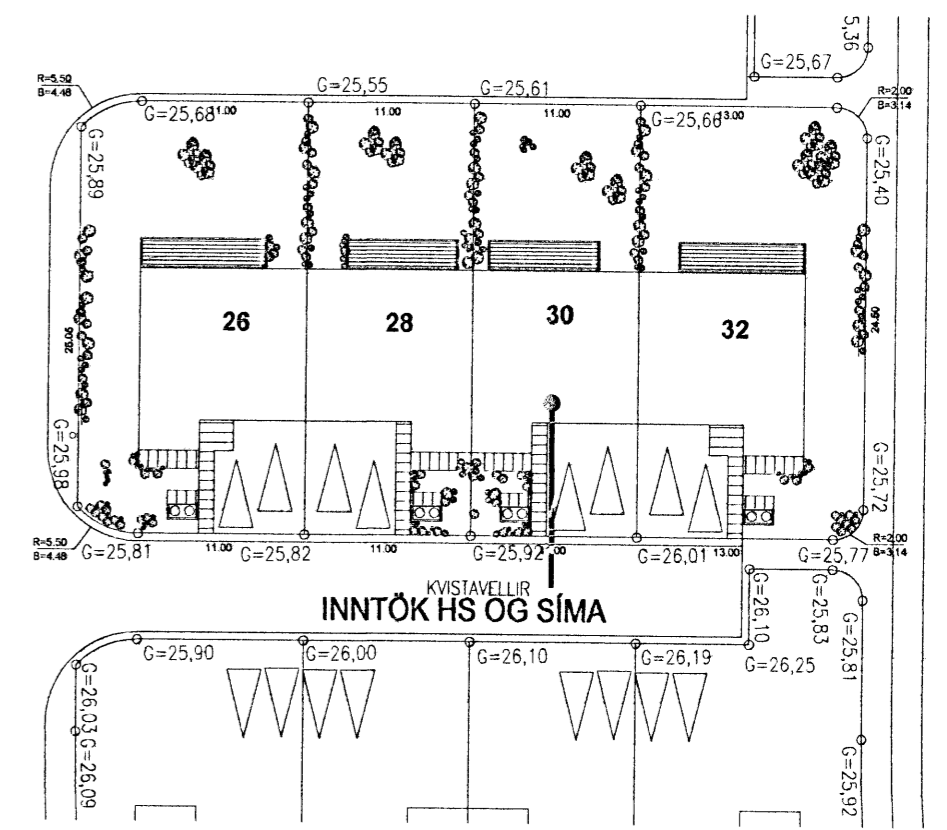 5,36
G=25,67
R=5.50
B=4.48
G=25,55
G=25,61
R=2.00
B=3.14
G=25,68
11.00
11.00
11.00
G=25,66
13.00
G=25,89
G=25,40
26
28
30
32
24.60
G=25,98
G=25,72
R=5.50
B=4.48
G=25,81
11.00
G=25,82
11.00
G=25,92
G=26,01
13.00
G=25,77
R=2.00
B=3.14
KVISTAVELLIR
INNTÖK HS OG SÍMA
G=26,10
G=25,83
G=25,81
G=25,90
G=26,00
G=26,10
G=26,19
G=26,25
G=26,03
G=26,09
G=25,92